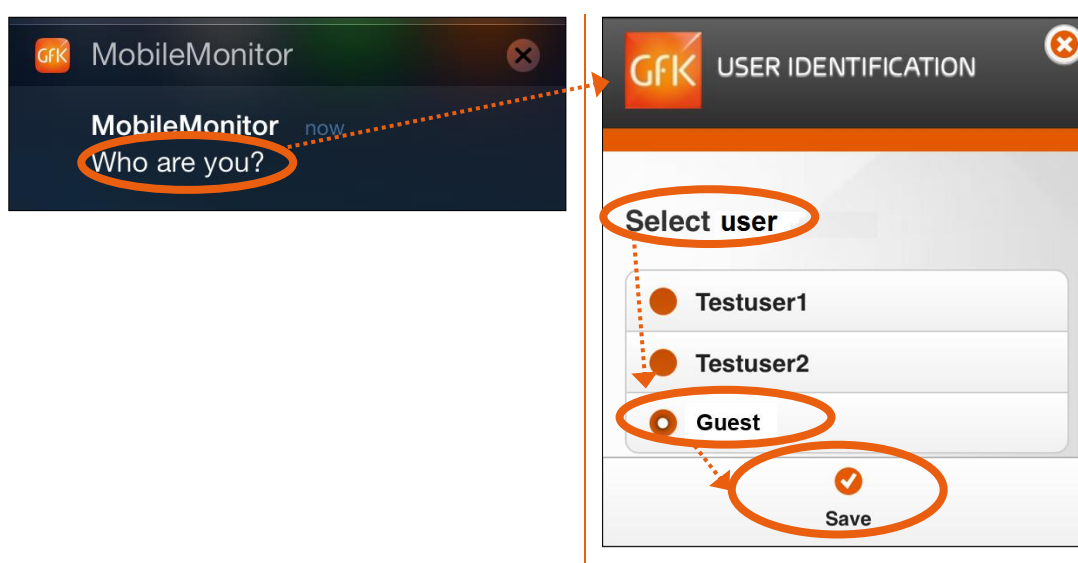 GfK MobileMonitor
MobileMonitor now
Who are you?
GfK USER IDENTIFICATION
Select user
Testuser1
Testuser2
Guest
Save